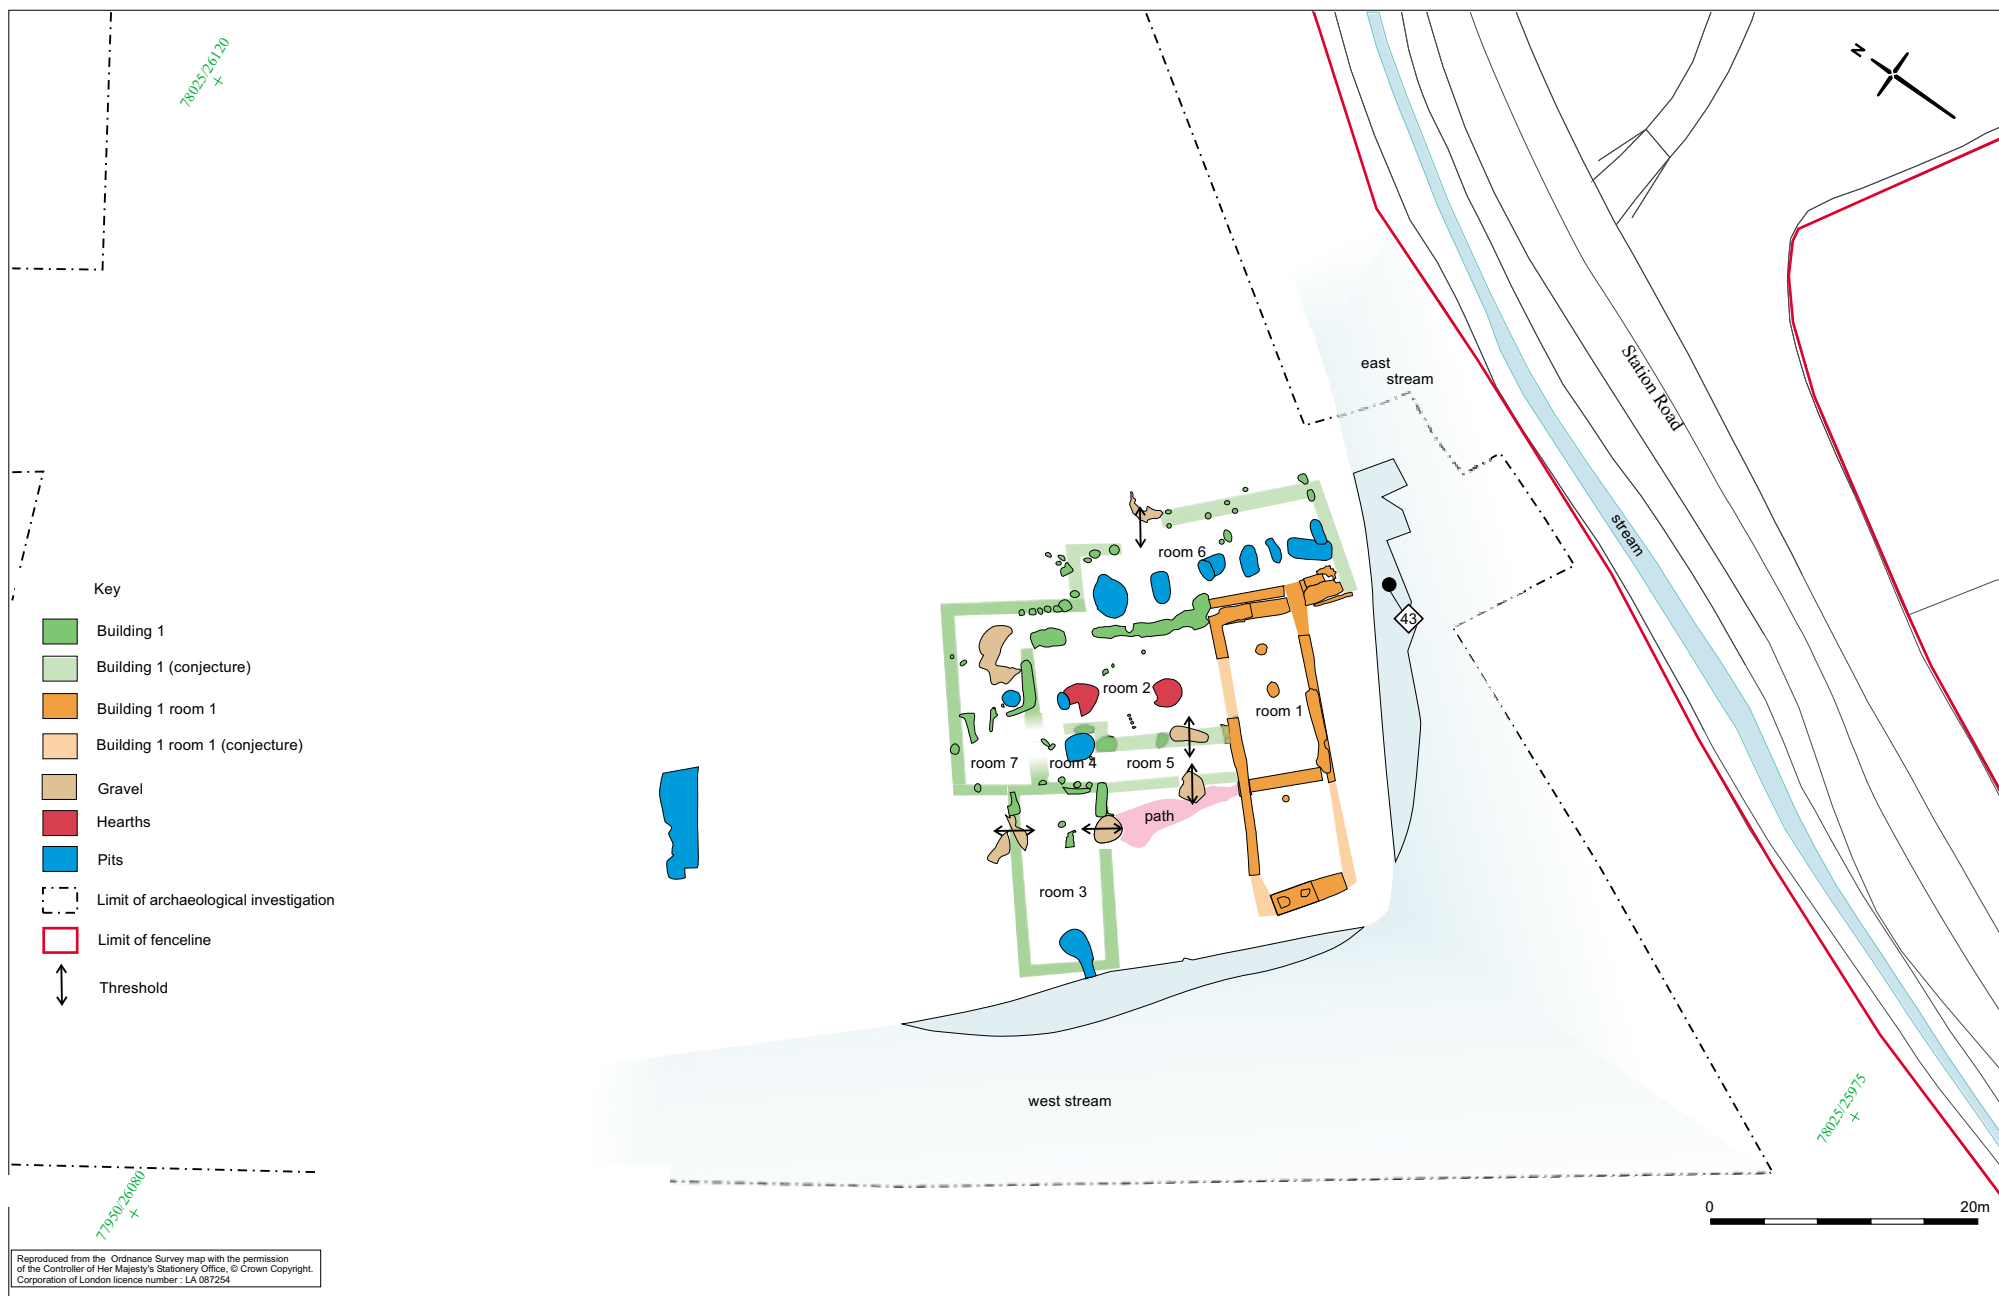 78025/26120
N
Station Road
east
stream
stream
room 6
43
room 2
room 1
room 7
room 4
room 5
path
room 3
west stream
Key
Building 1
Building 1 (conjecture)
Building 1 room 1
Building 1 room 1 (conjecture)
Gravel
Hearths
Pits
Limit of archaeological investigation
Limit of fenceline
Threshold
78025/25975
77950/26080
0
20m
Reproduced from the Ordnance Survey map with the permission
of the Controller of Her Majesty's Stationery Office, © Crown Copyright.
Corporation of London licence number : LA 087254